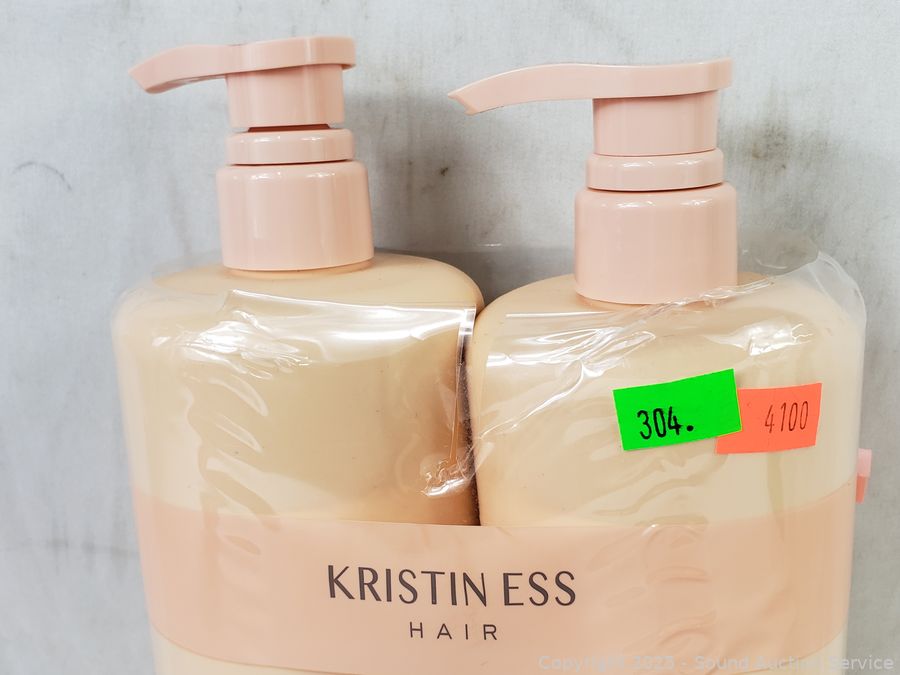 304.
4100
KRISTIN ESS
HAIR
Copyright 2023 - Sound Auction Service